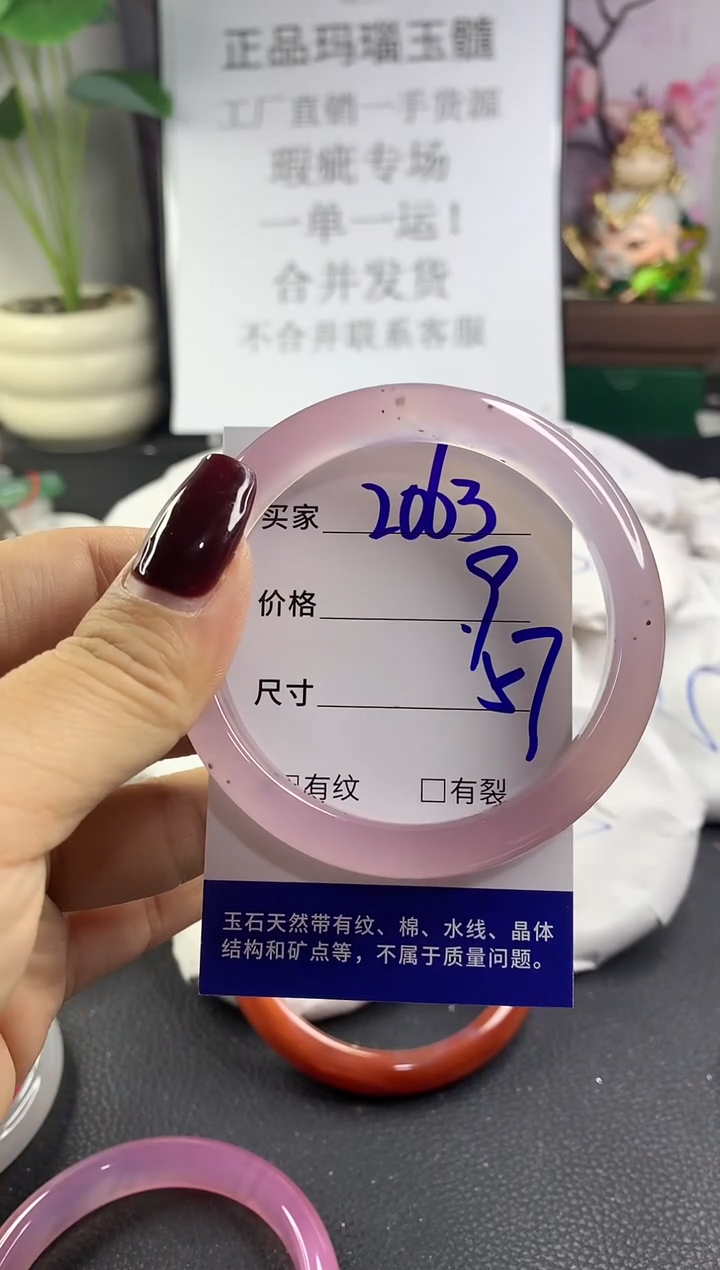 正品玛瑙玉髓
工厂直销一手货源
瑕疵专场
一单一运！
合并发货
不合并联系客服
买家 2063
价格
尺寸 57
有纹 □有裂
玉石天然带有纹、棉、水线、晶体
结构和矿点等，不属于质量问题。